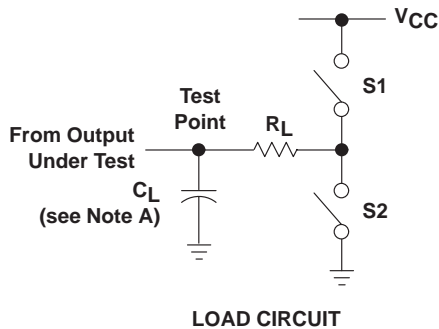 VCC
S1
Test
Point
RL
From Output
Under Test
CL
(see Note A)
S2
LOAD CIRCUIT